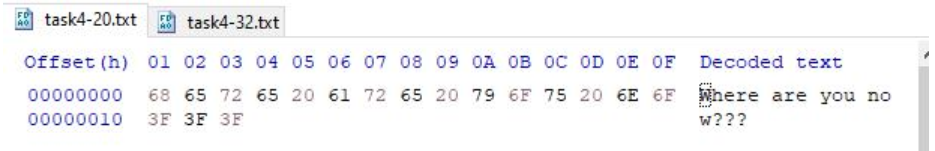 task4-20.txt task4-32.txt
Offset(h) 01 02 03 04 05 06 07 08 09 0A 0B 0C 0D 0E 0F Decoded text
00000000 68 65 72 65 20 61 72 65 20 79 6F 75 20 6E 6F Where are you no
00000010 3F 3F 3F w???